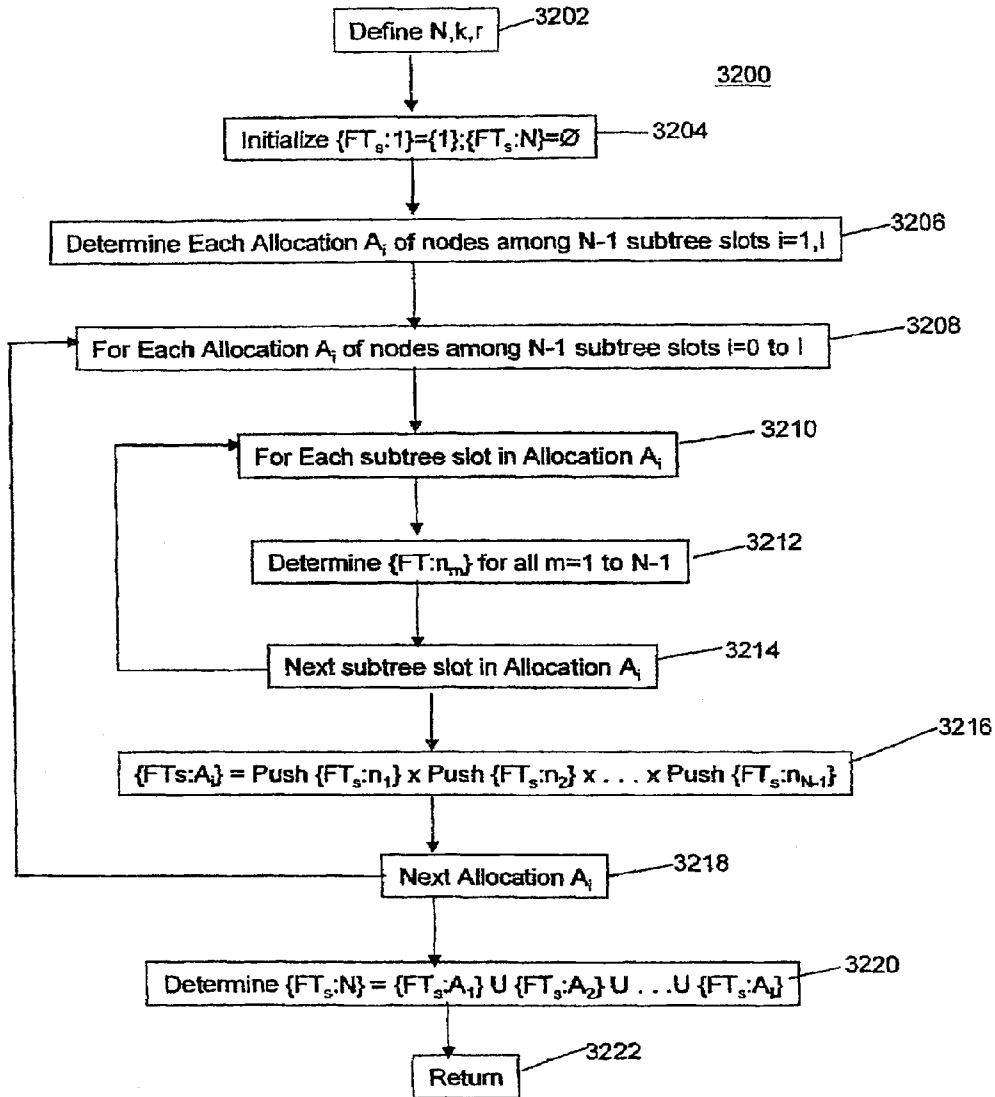 Define N,k,r
3202
3200
Initialize {FTₛ:1}={1};{FTₛ:N}=Ø
3204
Determine Each Allocation Aᵢ of nodes among N-1 subtree slots i=1,I
3206
For Each Allocation Aᵢ of nodes among N-1 subtree slots i=0 to I
3208
For Each subtree slot in Allocation Aᵢ
3210
Determine {FT:nₘ} for all m=1 to N-1
3212
Next subtree slot in Allocation Aᵢ
3214
{FTs:Aᵢ} = Push {FTₛ:n₁} x Push {FTₛ:n₂} x . . . x Push {FTₛ:n_N-1}
3216
Next Allocation Aᵢ
3218
Determine {FTₛ:N} = {FTₛ:A₁} U {FTₛ:A₂} U . . .U {FTₛ:A_I}
3220
Return
3222